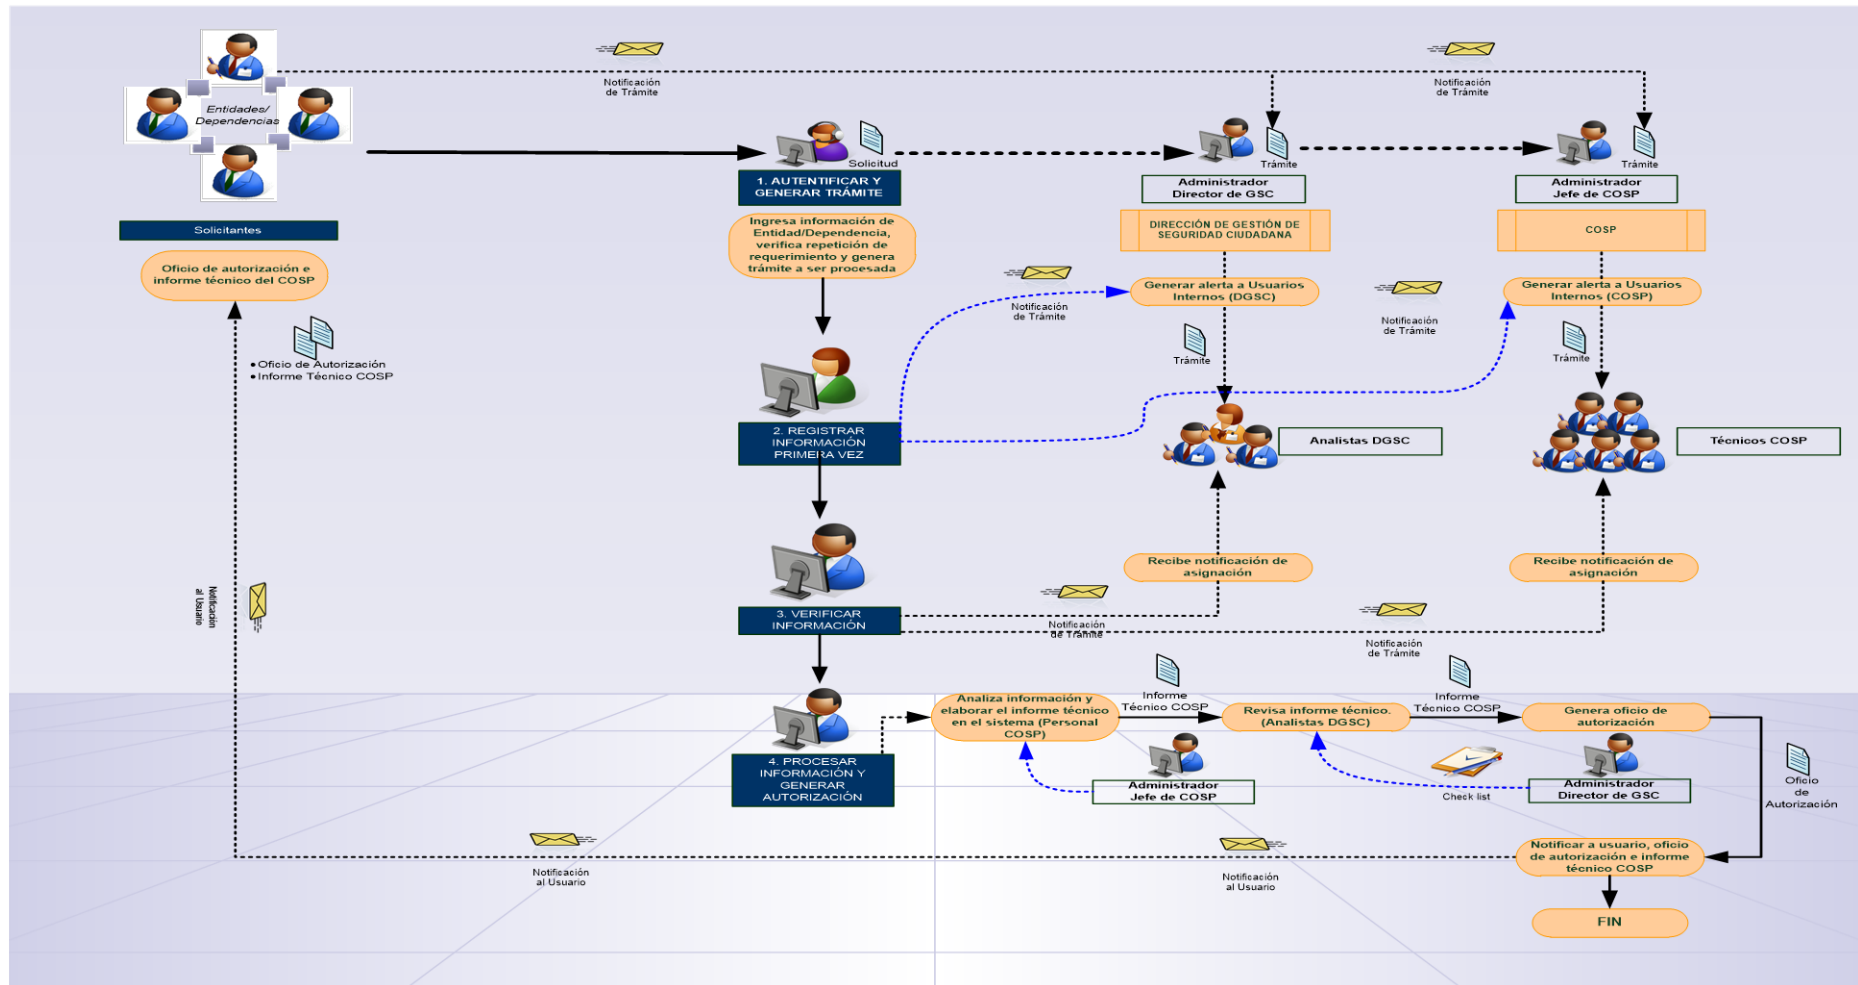 Notificación
de Trámite
Notificación
de Trámite
Entidades/
Dependencias
Solicitud
Trámite
Trámite
1. AUTENTIFICAR Y
GENERAR TRÁMITE
Administrador
Director de GSC
Administrador
Jefe de COSP
Solicitantes
Ingresa información de
Entidad/Dependencia,
verifica repetición de
requerimiento y genera
trámite a ser procesada
DIRECCIÓN DE GESTIÓN DE
SEGURIDAD CIUDADANA
COSP
Oficio de autorización e
informe técnico del COSP
Generar alerta a Usuarios
Internos (DGSC)
Generar alerta a Usuarios
Internos (COSP)
Notificación
de Trámite
Notificación
de Trámite
Trámite
Trámite
• Oficio de Autorización
• Informe Técnico COSP
2. REGISTRAR
INFORMACIÓN
PRIMERA VEZ
Analistas DGSC
Técnicos COSP
Recibe notificación de
asignación
Recibe notificación de
asignación
Notificación
al Usuario
3. VERIFICAR
INFORMACIÓN
Notificación
de Trámite
Notificación
de Trámite
Analiza información y
elaborar el informe técnico
en el sistema (Personal
COSP)
Informe
Técnico COSP
Revisa informe técnico.
(Analistas DGSC)
Informe
Técnico COSP
Genera oficio de
autorización
4. PROCESAR
INFORMACIÓN Y
GENERAR
AUTORIZACIÓN
Administrador
Jefe de COSP
Check list
Administrador
Director de GSC
Oficio
de
Autorización
Notificar a usuario, oficio
de autorización e informe
técnico COSP
Notificación
al Usuario
Notificación
al Usuario
FIN